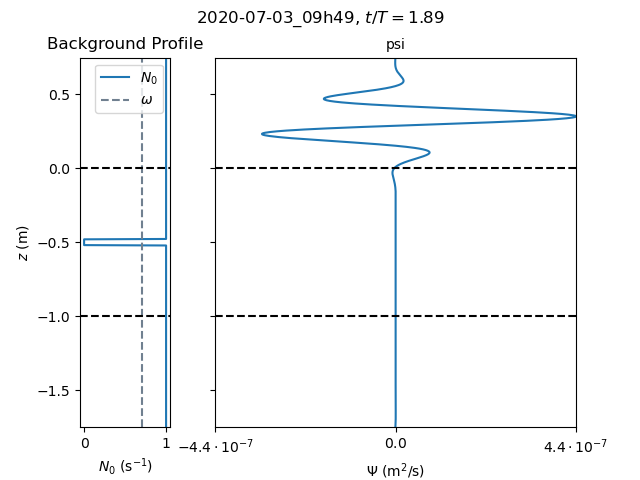 2020-07-03_09h49, t/T = 1.89
Background Profile
psi
N₀
ω
0.5
0.0
−0.5
−1.0
−1.5
z (m)
0 1
N₀ (s⁻¹)
−4.4 · 10⁻⁷ 0.0 4.4 · 10⁻⁷
Ψ (m²/s)